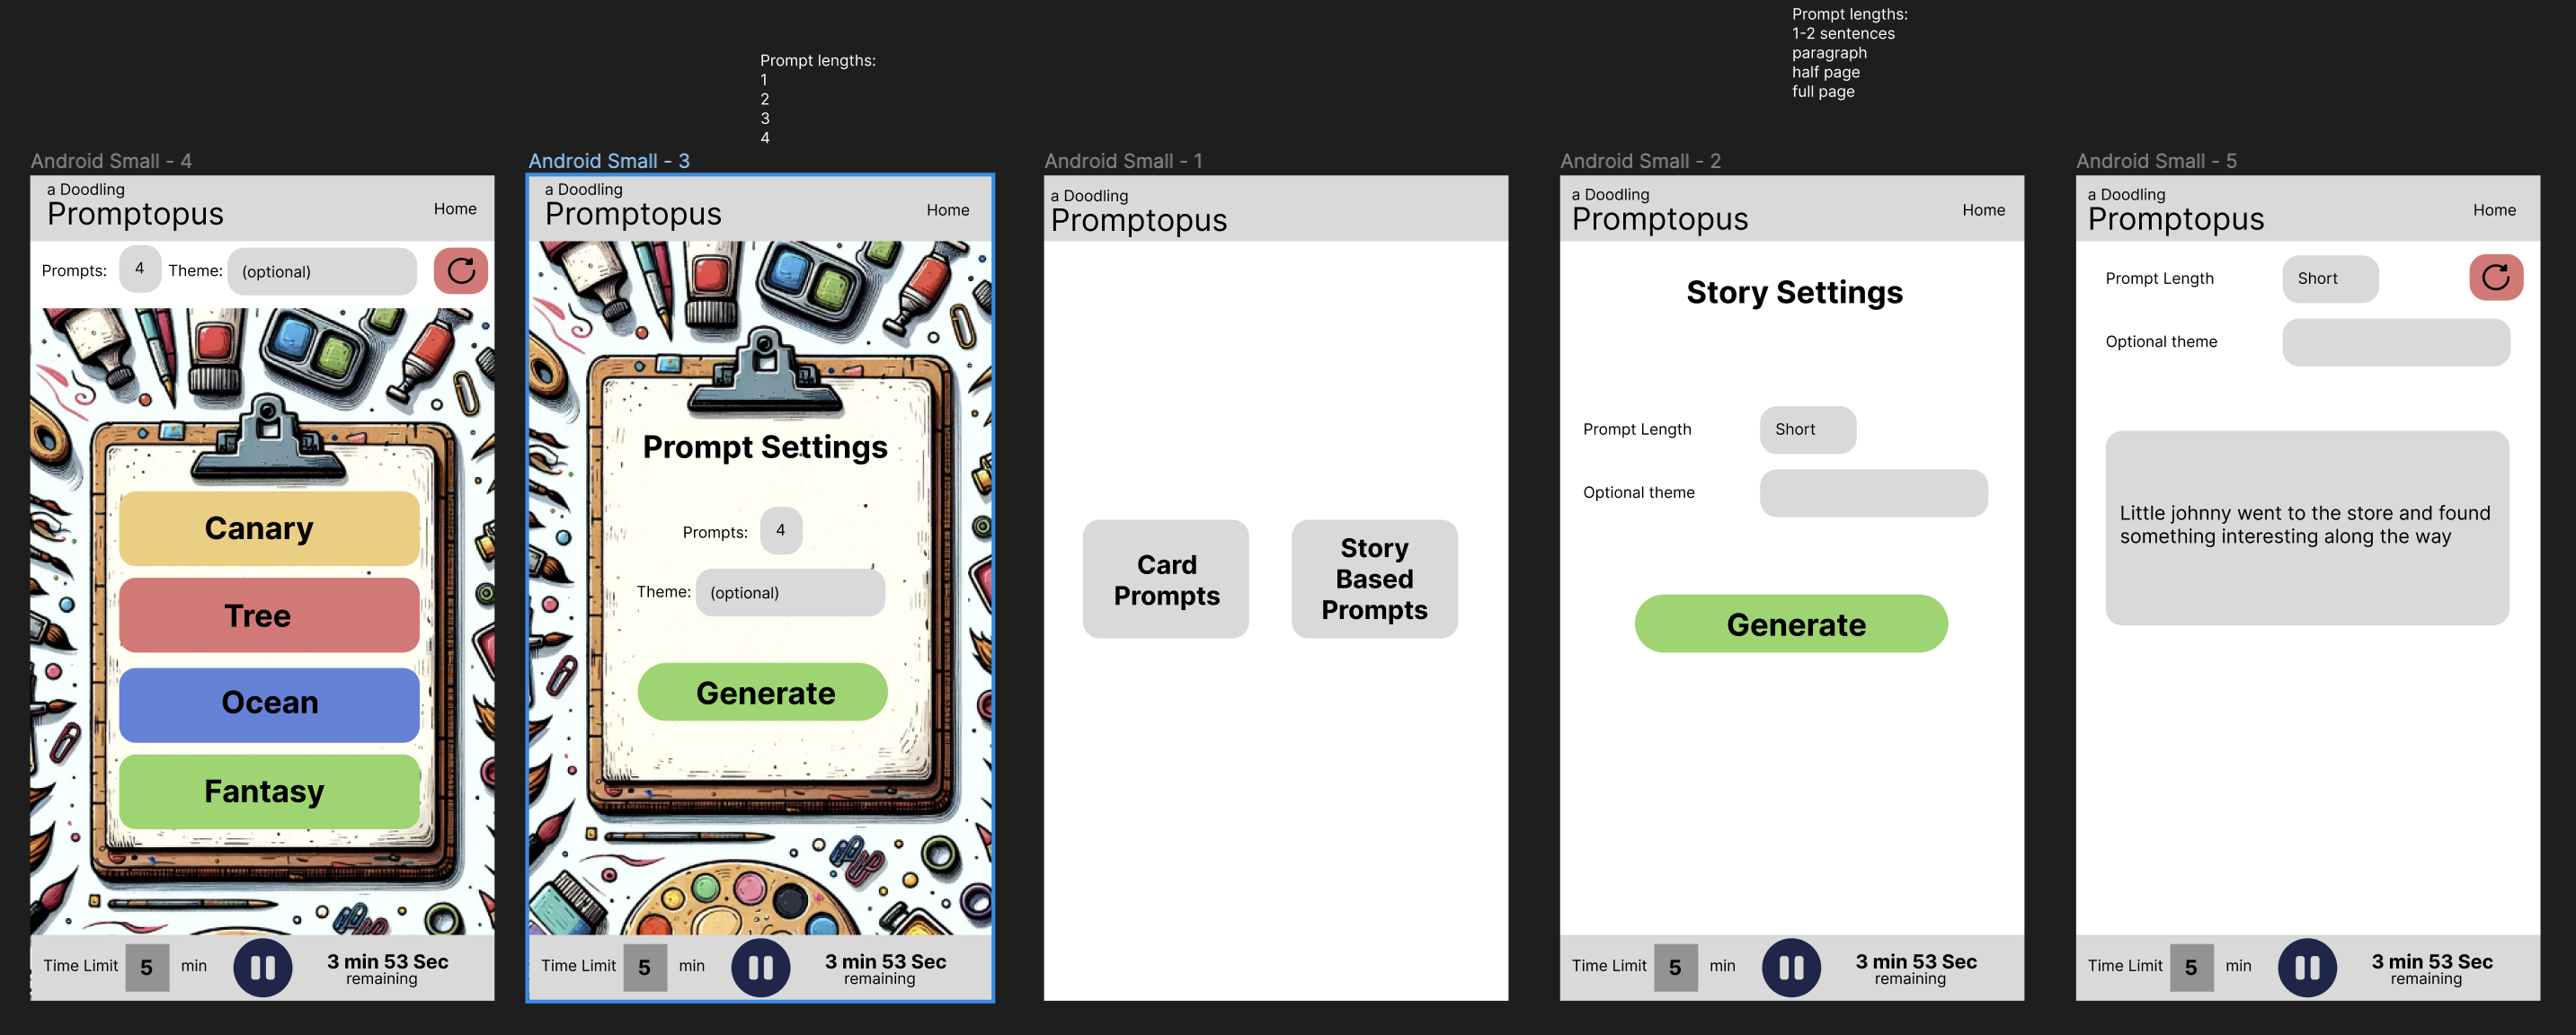 Prompt lengths:
1
2
3
4
Prompt lengths:
1-2 sentences
paragraph
half page
full page
Android Small - 4
a Doodling
Promptopus
Home
Prompts: 4 Theme: (optional)
Canary
Tree
Ocean
Fantasy
Time Limit 5 min 3 min 53 Sec
remaining
Android Small - 3
a Doodling
Promptopus
Home
Prompt Settings
Prompts: 4
Theme: (optional)
Generate
Time Limit 5 min 3 min 53 Sec
remaining
Android Small - 1
a Doodling
Promptopus
Card
Prompts
Story
Based
Prompts
Android Small - 2
a Doodling
Promptopus
Home
Story Settings
Prompt Length Short
Optional theme
Generate
Time Limit 5 min 3 min 53 Sec
remaining
Android Small - 5
a Doodling
Promptopus
Home
Prompt Length Short
Optional theme
Little johnny went to the store and found
something interesting along the way
Time Limit 5 min 3 min 53 Sec
remaining